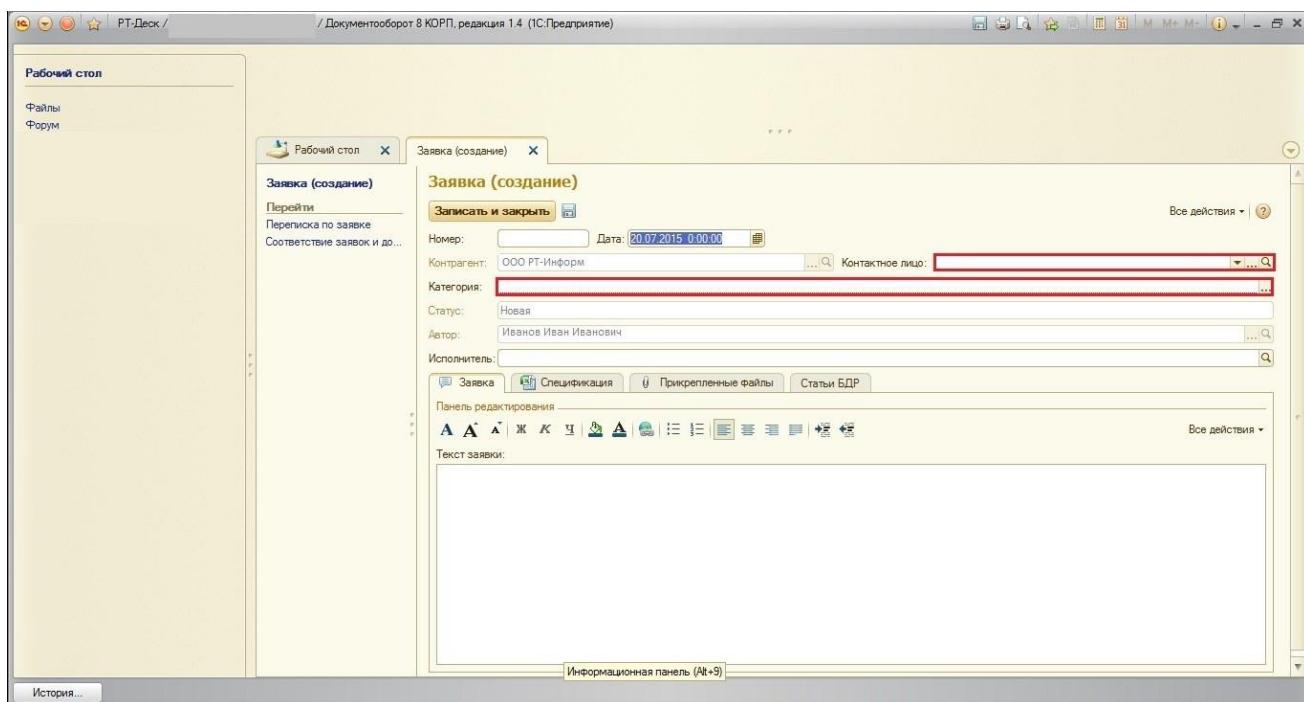 РТ-Деск / / Документооборот 8 КОРП, редакция 1.4 (1С:Предприятие)
M M+ M-
31
Рабочий стол
Файлы
Форум
Рабочий стол
Заявка (создание)
Заявка (создание)
Перейти
Переписка по заявке
Соответствие заявок и до...
Заявка (создание)
Записать и закрыть
Все действия
Номер:
Дата: 20.07.2015 0:00:00
Контрагент: ООО РТ-Информ ... Контактное лицо: ...
Категория: ...
Статус: Новая
Автор: Иванов Иван Иванович ...
Исполнитель:
Заявка Спецификация Прикрепленные файлы Статьи БДР
Панель редактирования
А А А Ж К Ч А Все действия
Текст заявки:
Информационная панель (Alt+9)
История...